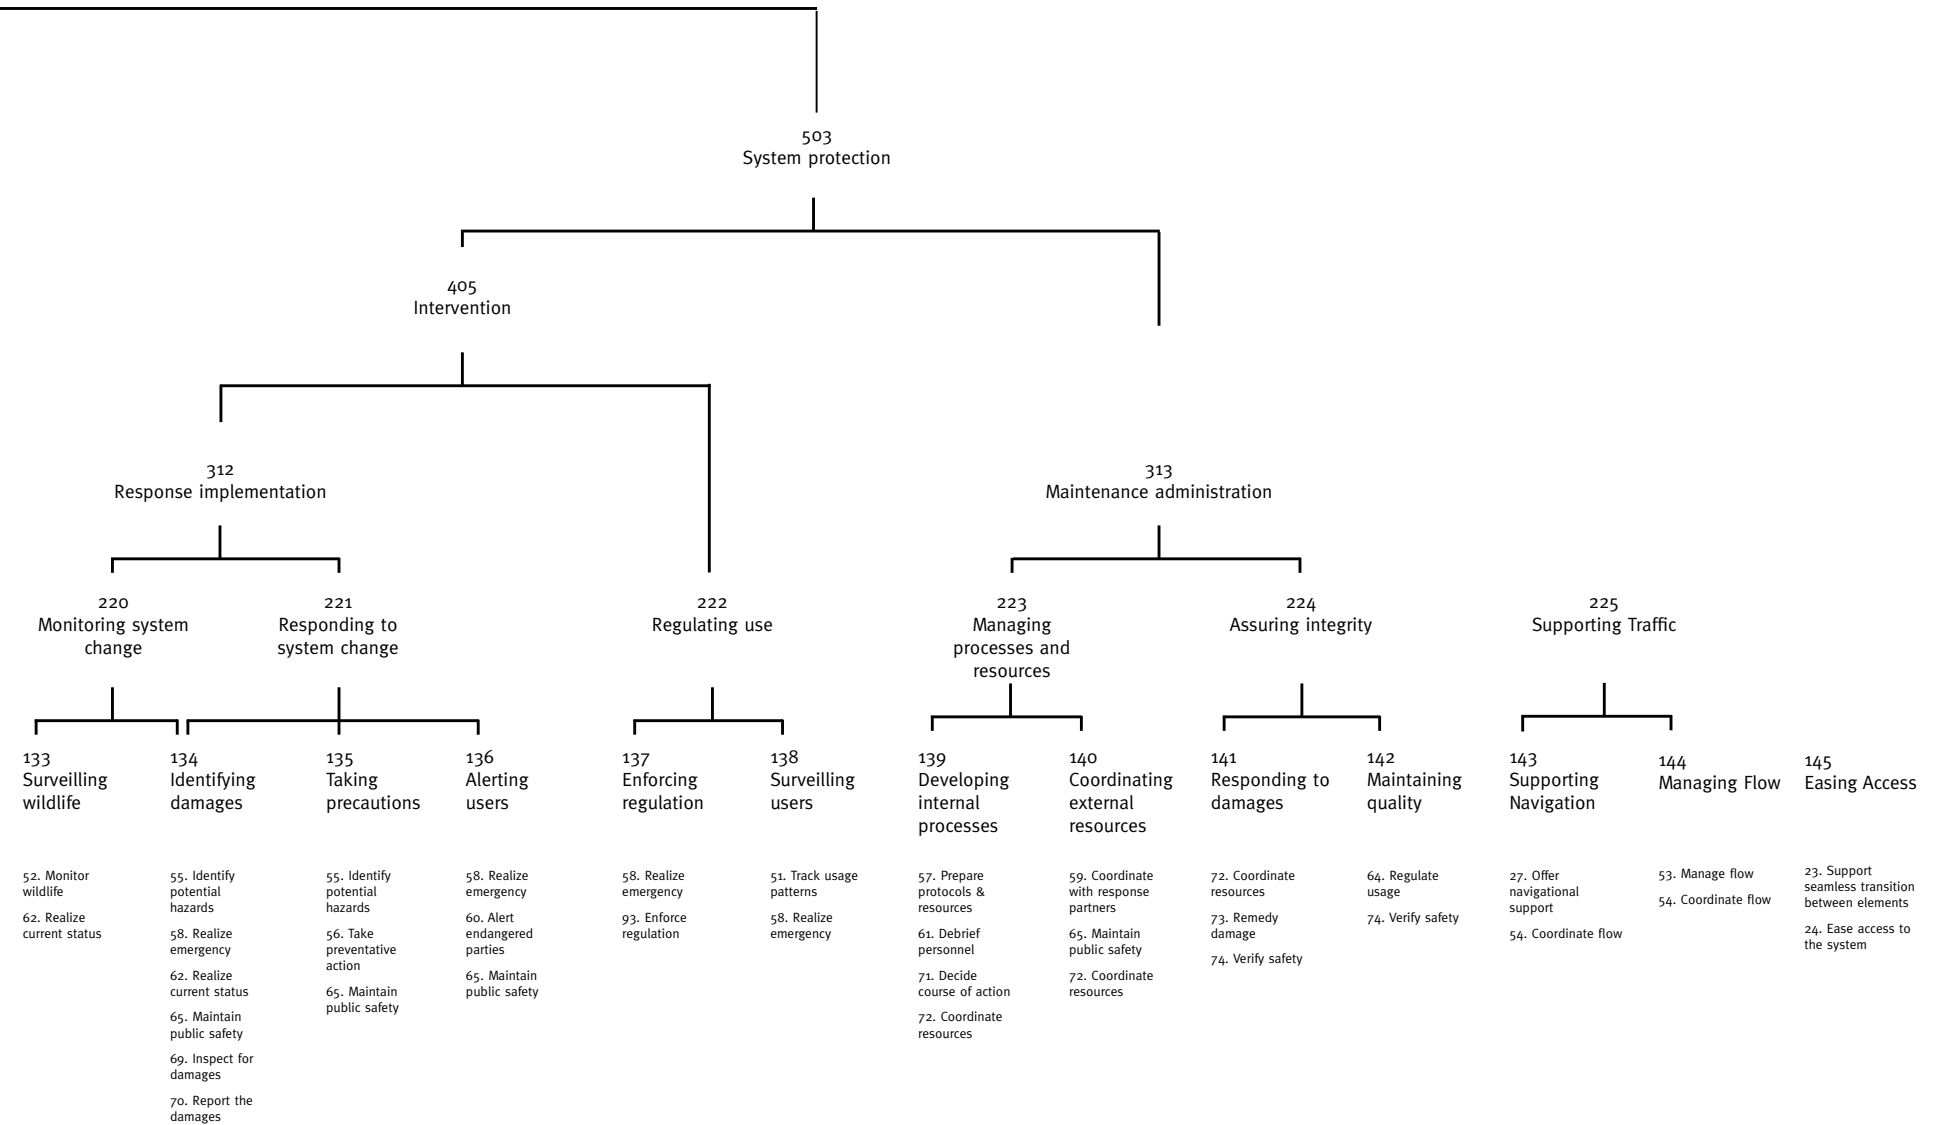 503
System protection
405
Intervention
312
Response implementation
313
Maintenance administration
220
Monitoring system
change
221
Responding to
system change
222
Regulating use
223
Managing
processes and
resources
224
Assuring integrity
225
Supporting Traffic
133
Surveilling
wildlife
52. Monitor
wildlife
62. Realize
current status
134
Identifying
damages
55. Identify
potential
hazards
58. Realize
emergency
62. Realize
current status
65. Maintain
public safety
69. Inspect for
damages
70. Report the
damages
135
Taking
precautions
55. Identify
potential
hazards
56. Take
preventative
action
65. Maintain
public safety
136
Alerting
users
58. Realize
emergency
60. Alert
endangered
parties
65. Maintain
public safety
137
Enforcing
regulation
58. Realize
emergency
93. Enforce
regulation
138
Surveilling
users
51. Track usage
patterns
58. Realize
emergency
139
Developing
internal
processes
57. Prepare
protocols &
resources
61. Debrief
personnel
71. Decide
course of action
72. Coordinate
resources
140
Coordinating
external
resources
59. Coordinate
with response
partners
65. Maintain
public safety
72. Coordinate
resources
141
Responding to
damages
72. Coordinate
resources
73. Remedy
damage
74. Verify safety
142
Maintaining
quality
64. Regulate
usage
74. Verify safety
143
Supporting
Navigation
27. Offer
navigational
support
54. Coordinate flow
144
Managing Flow
53. Manage flow
54. Coordinate flow
145
Easing Access
23. Support
seamless transition
between elements
24. Ease access to
the system